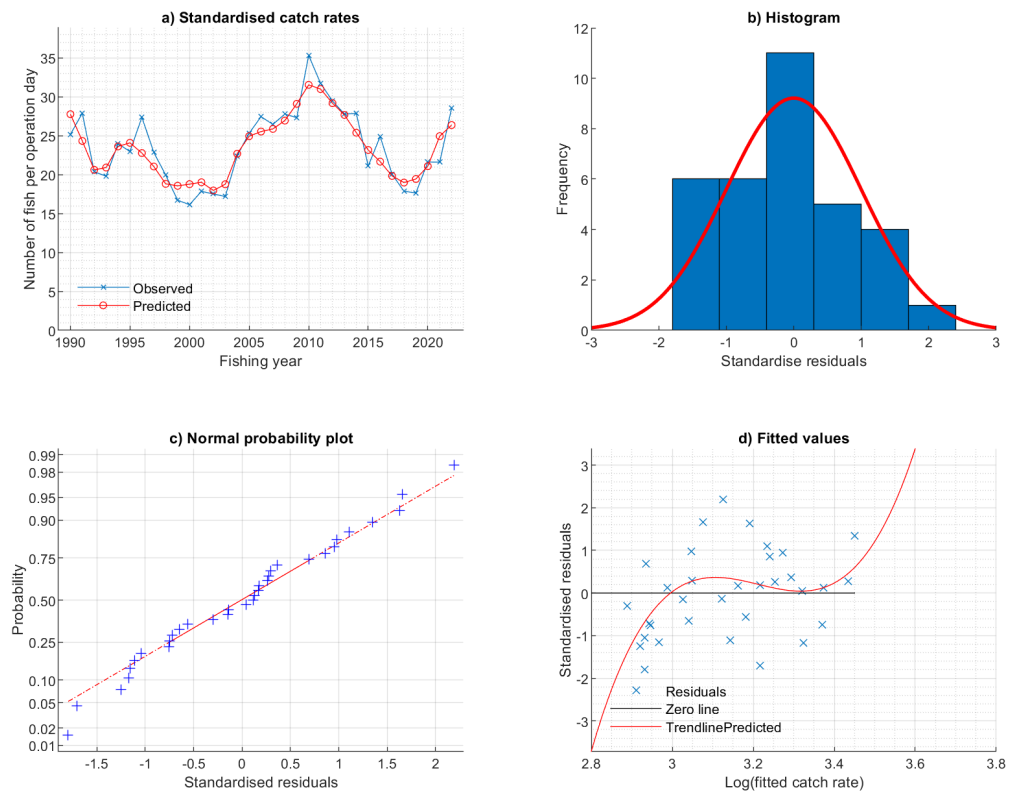 a) Standardised catch rates
Number of fish per operation day
35
30
25
20
15
10
5
0
Observed
Predicted
1990 1995 2000 2005 2010 2015 2020
Fishing year
b) Histogram
Frequency
12
10
8
6
4
2
0
-3 -2 -1 0 1 2 3
Standardise residuals
c) Normal probability plot
Probability
0.99
0.98
0.95
0.90
0.75
0.50
0.25
0.10
0.05
0.02
0.01
-1.5 -1 -0.5 0 0.5 1 1.5 2
Standardised residuals
d) Fitted values
Standardised residuals
3
2
1
0
-1
-2
-3
Residuals
Zero line
TrendlinePredicted
2.8 3 3.2 3.4 3.6 3.8
Log(fitted catch rate)